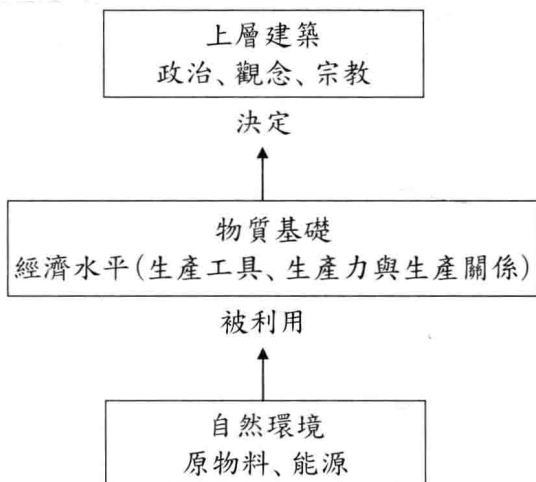 上層建築
政治、觀念、宗教
決定
物質基礎
經濟水平(生產工具、生產力與生產關係)
被利用
自然環境
原物料、能源